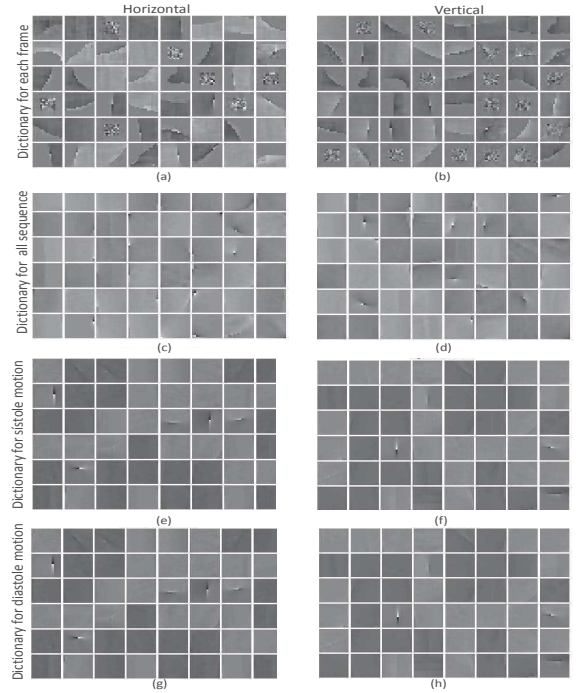 Horizontal
Vertical
Dictionary for each frame
(a)
(b)
Dictionary for all sequence
(c)
(d)
Dictionary for sistole motion
(e)
(f)
Dictionary for diastole motion
(g)
(h)